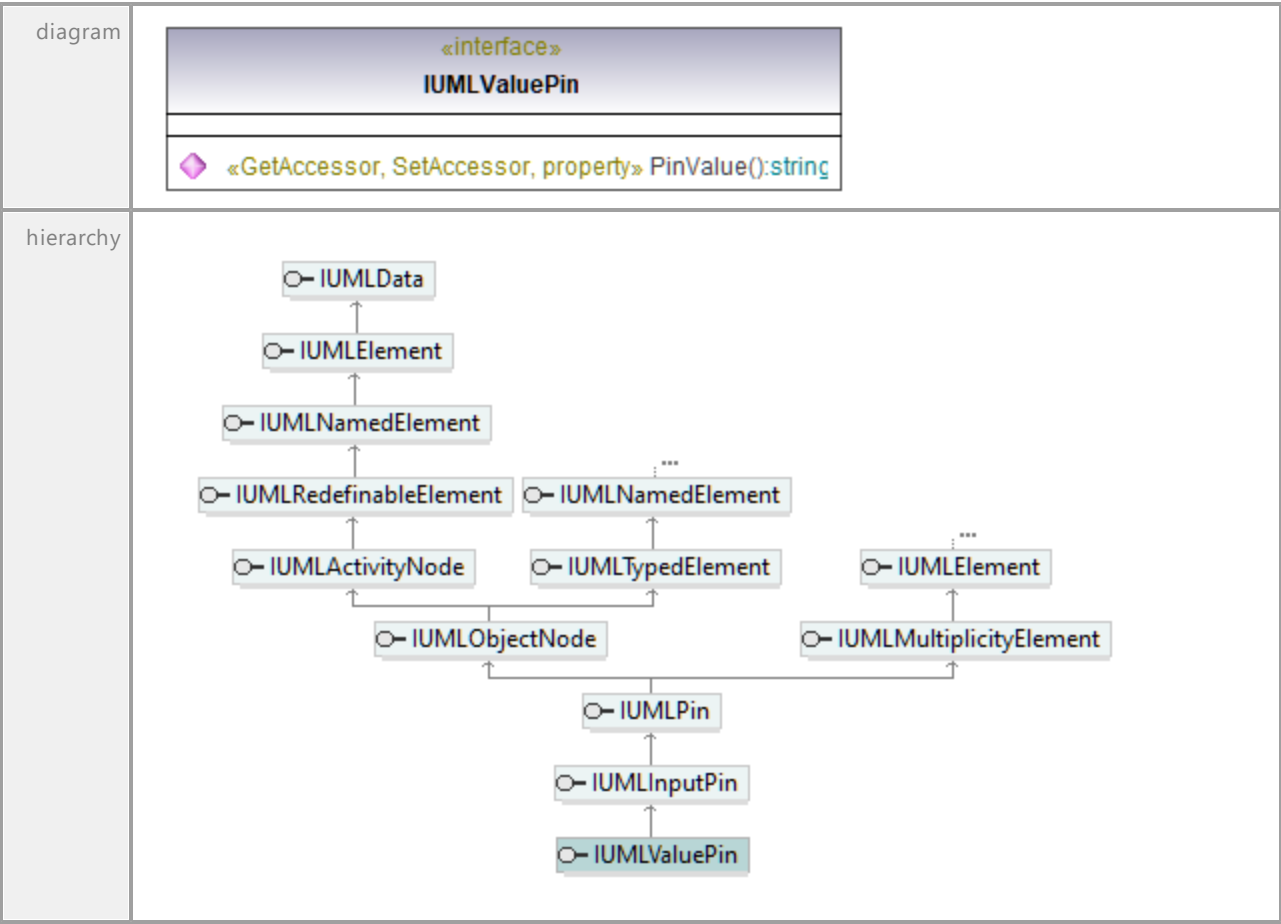 diagram
«interface»
IUMLValuePin
«GetAccessor, SetAccessor, property» PinValue():string
hierarchy
IUMLData
IUMLElement
IUMLNamedElement
...
IUMLRedefinableElement IUMLNamedElement
...
IUMLActivityNode IUMLTypedElement IUMLElement
IUMLObjectNode IUMLMultiplicityElement
IUMLPin
IUMLInputPin
IUMLValuePin